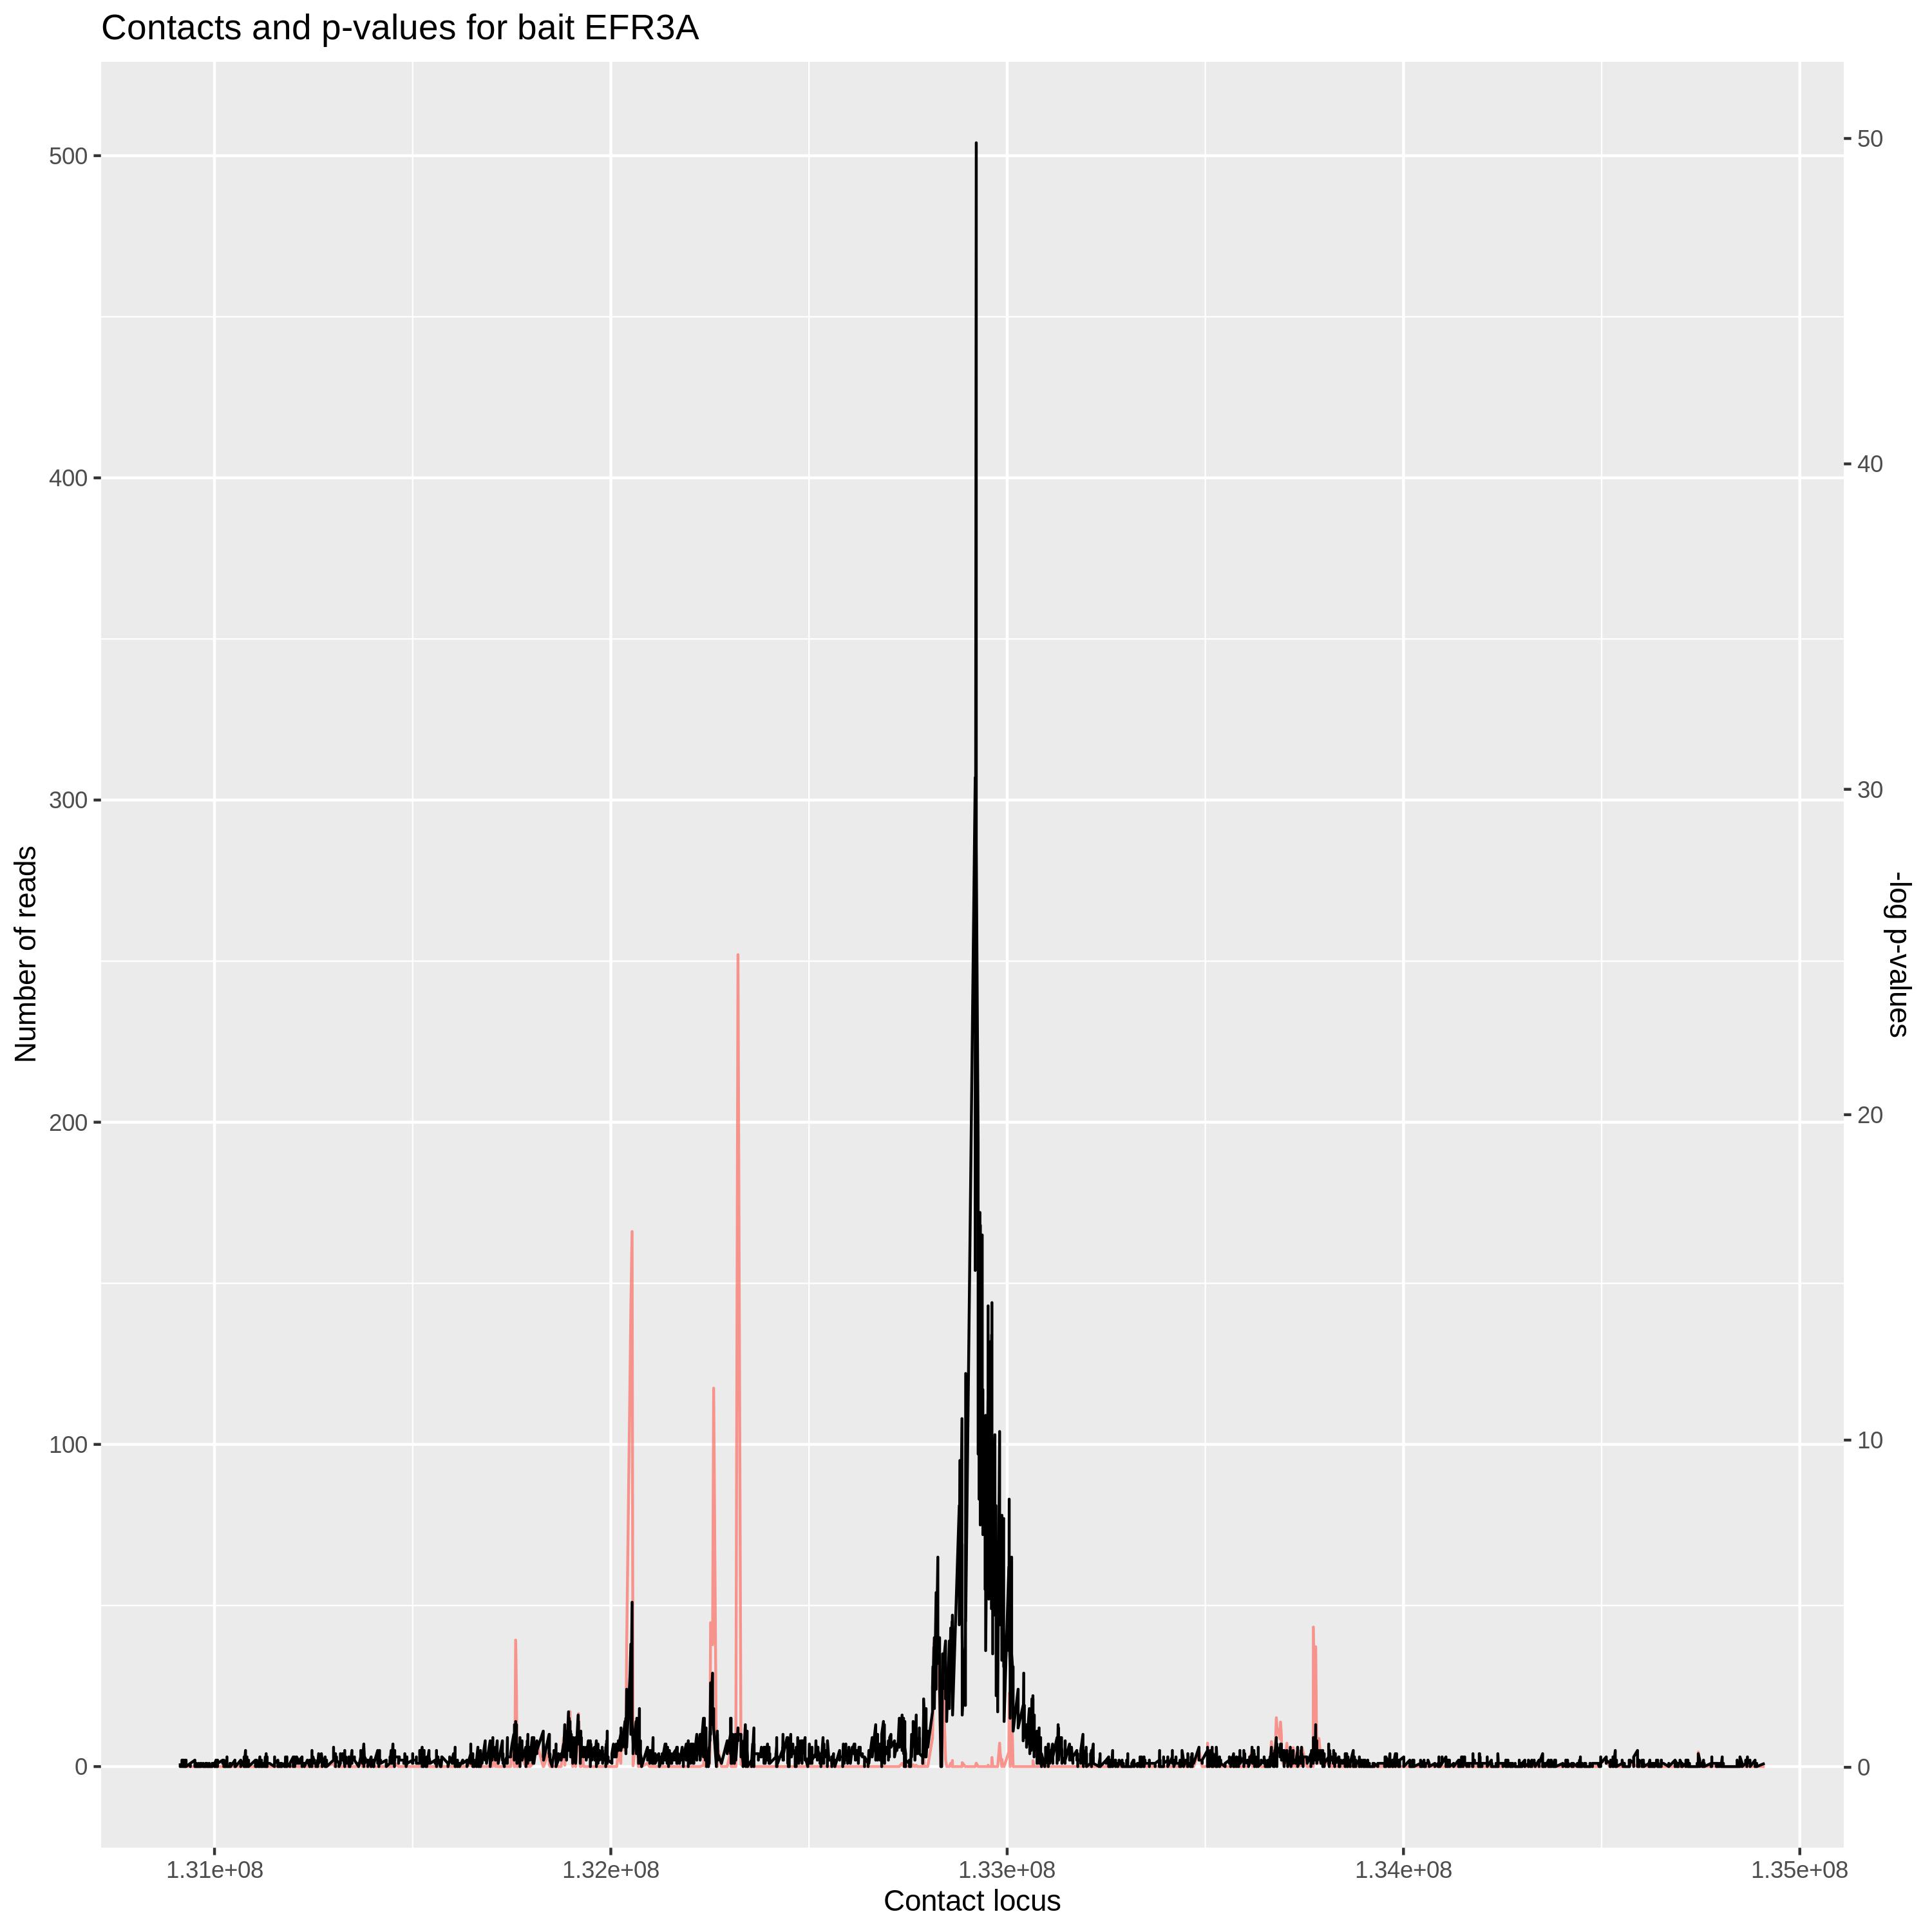 Contacts and p-values for bait EFR3A
500
400
300
200
100
0
Number of reads
50
40
30
20
10
0
-log p-values
1.31e+08
1.32e+08
1.33e+08
1.34e+08
1.35e+08
Contact locus